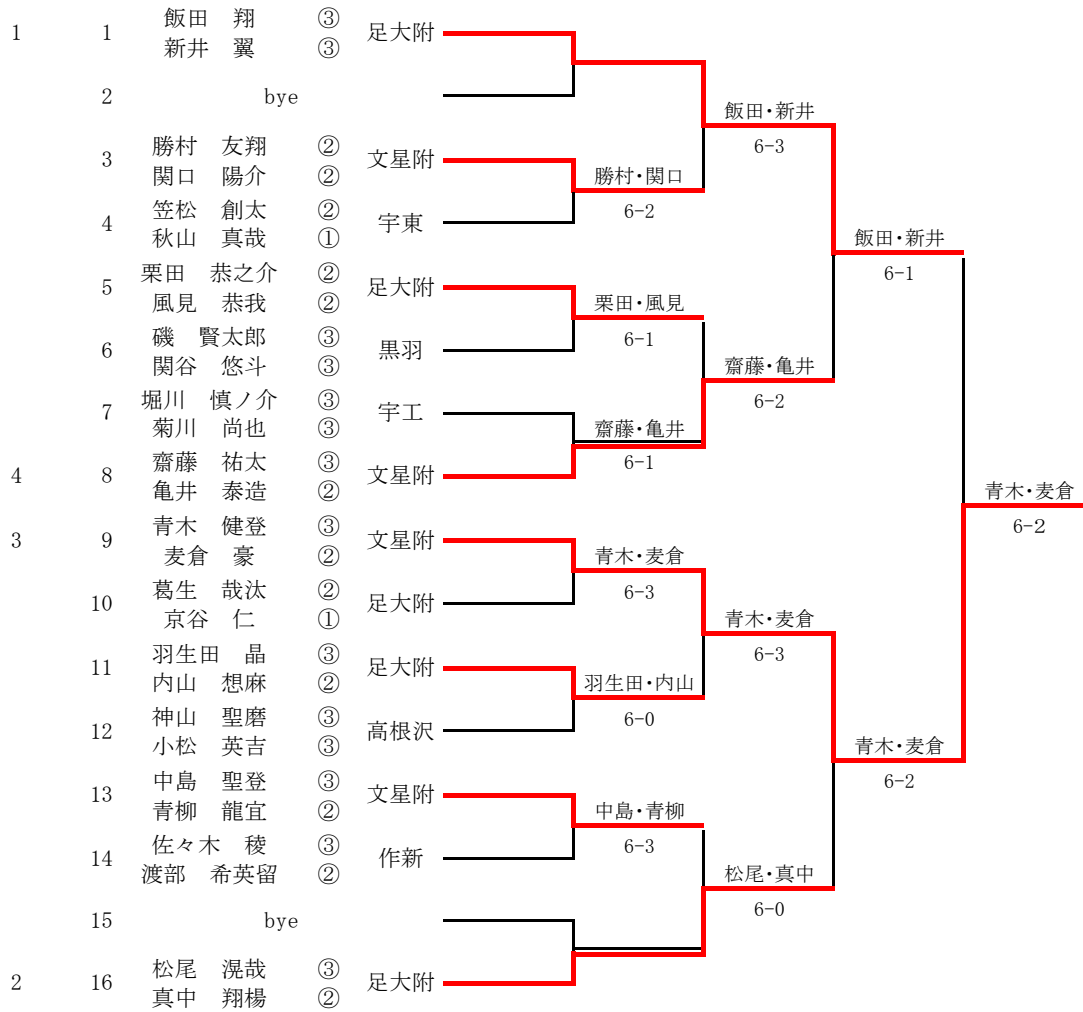 1 1 飯田 翔 ③ 足大附
新井 翼 ③
2 bye
飯田・新井
6-3
3 勝村 友翔 ② 文星附
関口 陽介 ②
勝村・関口
6-2
4 笠松 創太 ② 宇東
秋山 真哉 ①
飯田・新井
6-1
5 栗田 恭之介 ② 足大附
風見 恭我 ②
栗田・風見
6-1
6 磯 賢太郎 ③ 黒羽
関谷 悠斗 ③
齋藤・亀井
6-2
7 堀川 慎ノ介 ③ 宇工
菊川 尚也 ③
齋藤・亀井
6-1
4 8 齋藤 祐太 ③ 文星附
亀井 泰造 ②
青木・麦倉
6-2
3 9 青木 健登 ③ 文星附
麦倉 豪 ②
青木・麦倉
6-3
10 葛生 哉汰 ② 足大附
京谷 仁 ①
青木・麦倉
6-3
11 羽生田 晶 ③ 足大附
内山 想麻 ②
羽生田・内山
6-0
12 神山 聖磨 ③ 高根沢
小松 英吉 ③
青木・麦倉
6-2
13 中島 聖登 ③ 文星附
青柳 龍宜 ②
中島・青柳
6-3
14 佐々木 稜 ③ 作新
渡部 希英留 ②
松尾・真中
6-0
15 bye
2 16 松尾 滉哉 ③ 足大附
真中 翔楊 ②